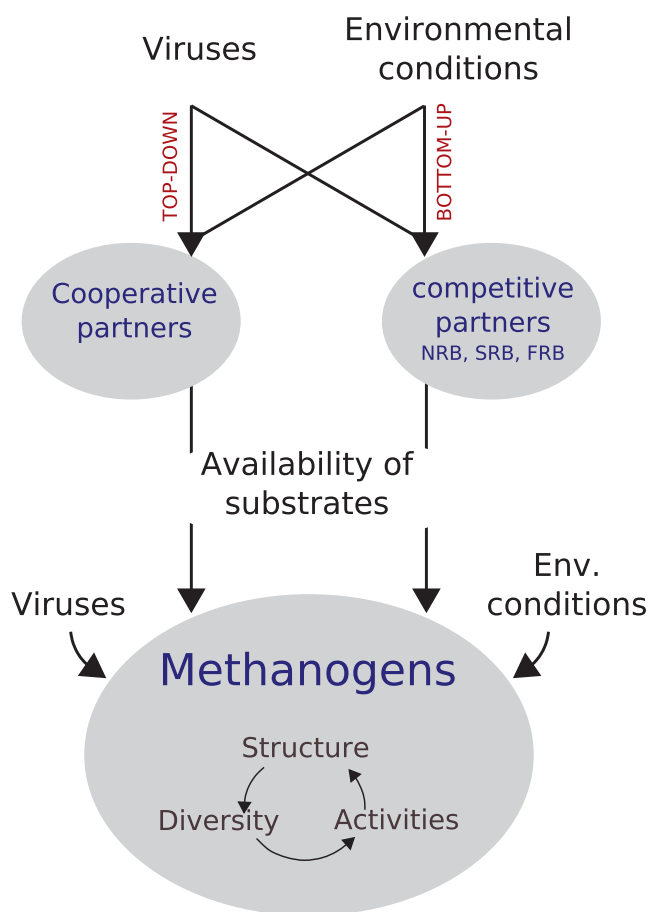 Viruses
Environmental
conditions
TOP-DOWN
BOTTOM-UP
Cooperative
partners
competitive
partners
NRB, SRB, FRB
Availability of
substrates
Viruses
Env.
conditions
Methanogens
Structure
Diversity
Activities